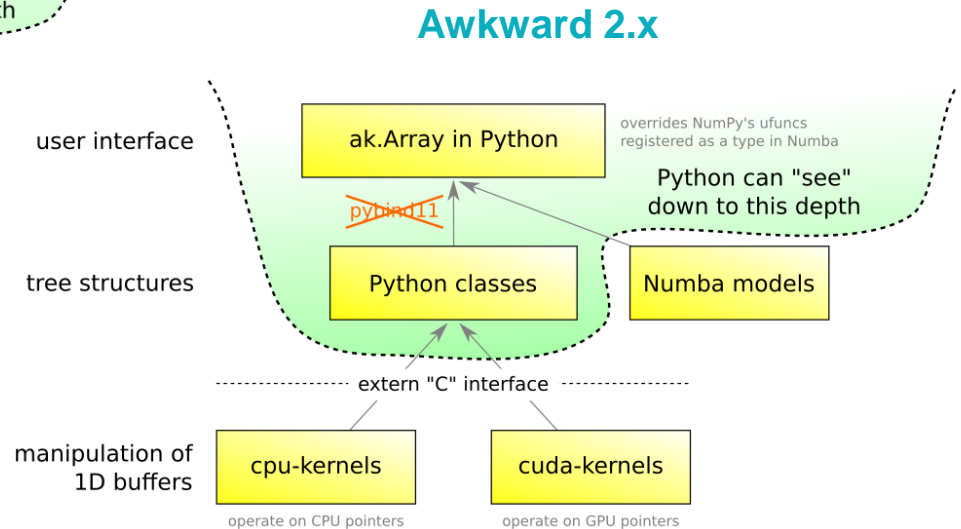 th
Awkward 2.x
user interface
ak.Array in Python
overrides NumPy's ufuncs
registered as a type in Numba
Python can "see"
down to this depth
pybind11
tree structures
Python classes
Numba models
extern "C" interface
manipulation of
1D buffers
cpu-kernels
cuda-kernels
operate on CPU pointers
operate on GPU pointers